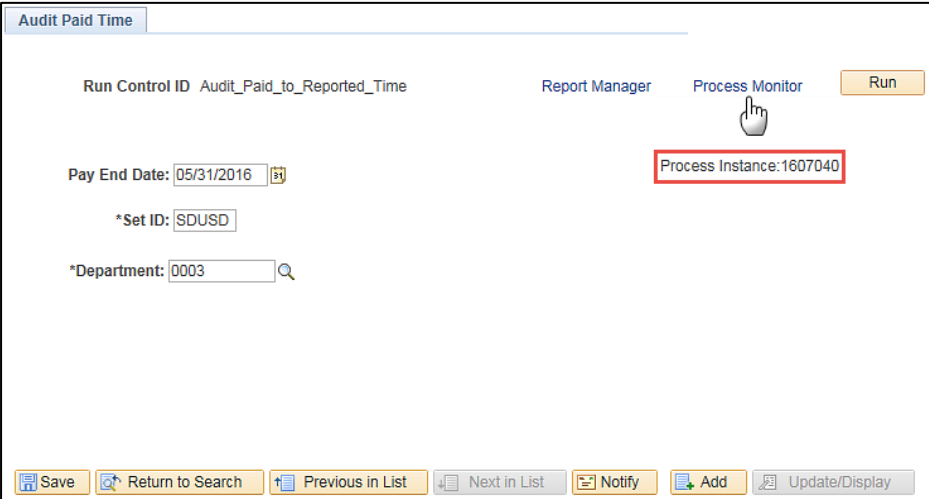 Audit Paid Time
Run Control ID Audit_Paid_to_Reported_Time Report Manager Process Monitor Run
Process Instance:1607040
Pay End Date: 05/31/2016 31
*Set ID: SDUSD
*Department: 0003
Save Return to Search Previous in List Next in List Notify Add Update/Display